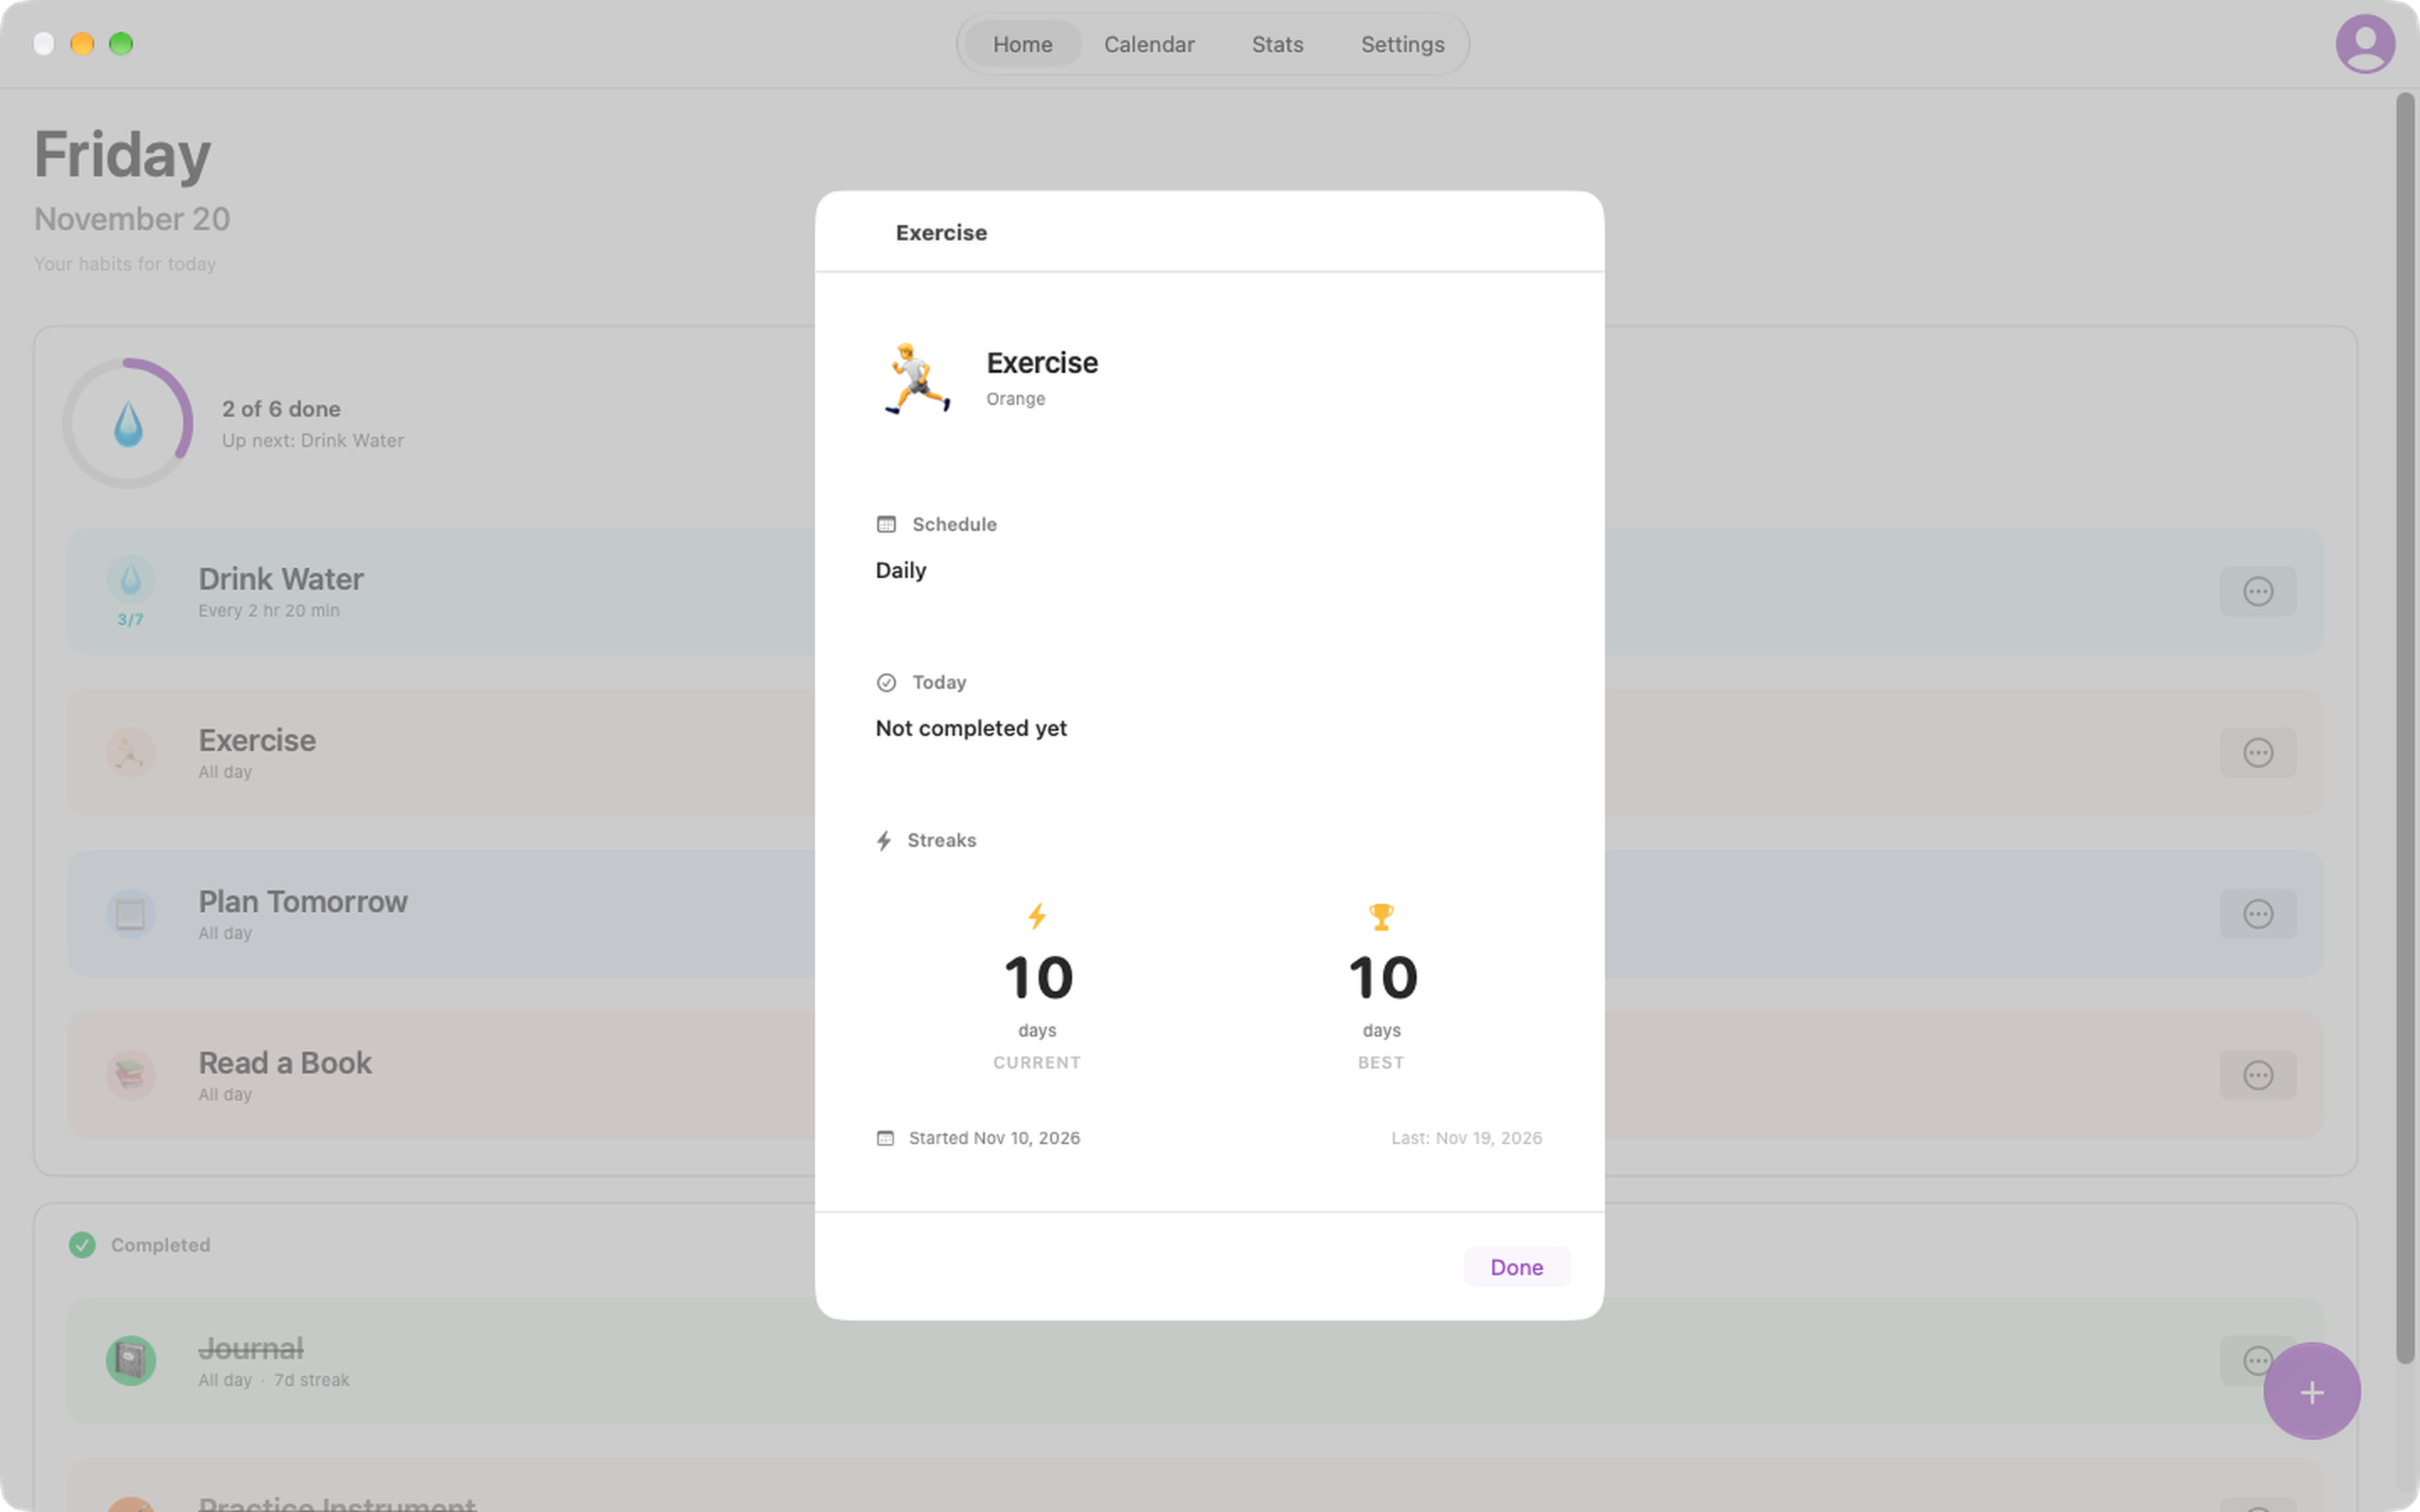 Home
Calendar
Stats
Settings
Friday
November 20
Your habits for today
2 of 6 done
Up next: Drink Water
3/7
Drink Water
Every 2 hr 20 min
Exercise
All day
Plan Tomorrow
All day
Read a Book
All day
Completed
Journal
All day · 7d streak
Practice Instrument
Exercise
Exercise
Orange
Schedule
Daily
Today
Not completed yet
Streaks
10
days
CURRENT
10
days
BEST
Started Nov 10, 2026
Last: Nov 19, 2026
Done